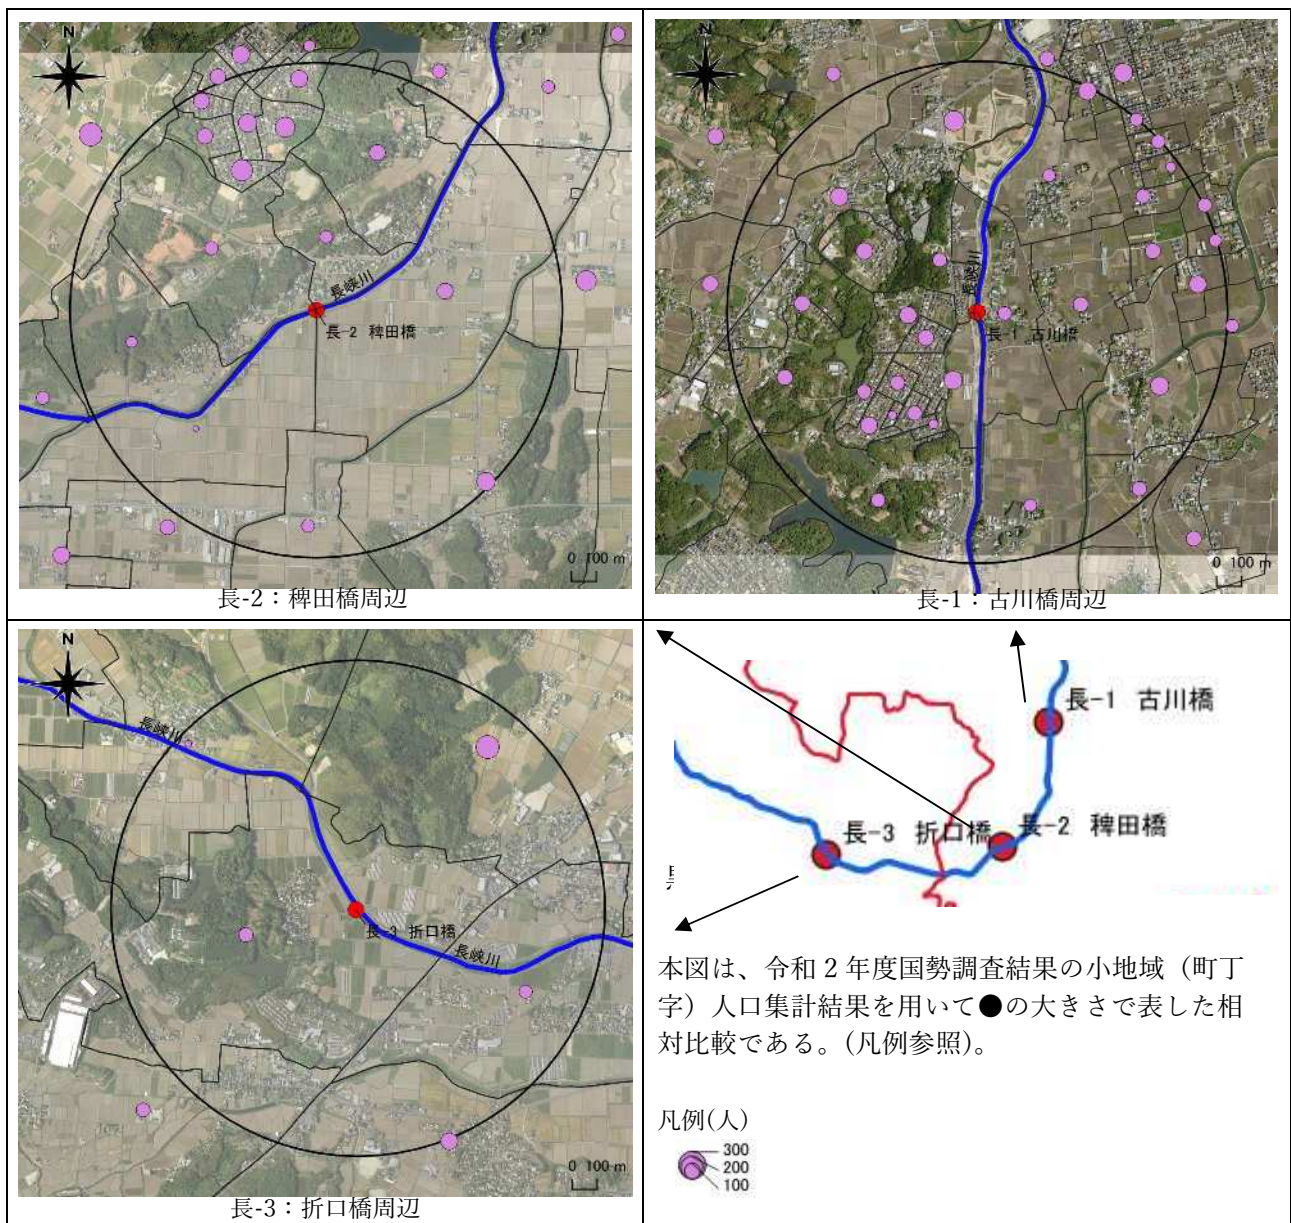 N
長峡川
長-2 稗田橋
0 100 m
長-2：稗田橋周辺
N
長峡川
長-1 古川橋
0 100 m
長-1：古川橋周辺
N
長峡川
長-3 折口橋
長峡川
0 100 m
長-3：折口橋周辺
長-1 古川橋
長-3 折口橋
長-2 稗田橋
本図は、令和２年度国勢調査結果の小地域（町丁
字）人口集計結果を用いて●の大きさで表した相
対比較である。(凡例参照)。
凡例(人)
300
200
100